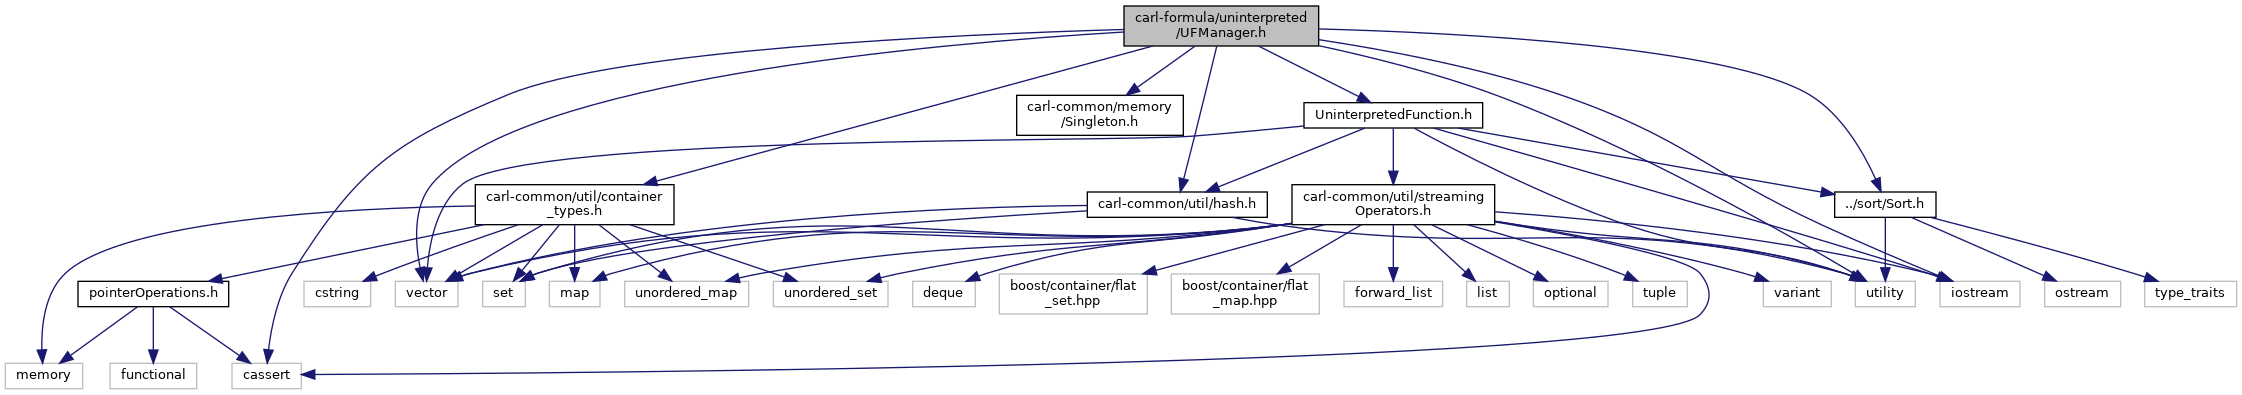 carl-formula/uninterpreted
/UFManager.h
carl-common/memory
/Singleton.h
UninterpretedFunction.h
carl-common/util/container
_types.h
carl-common/util/hash.h
carl-common/util/streaming
Operators.h
../sort/Sort.h
pointerOperations.h
cstring
vector
set
map
unordered_map
unordered_set
deque
boost/container/flat
_set.hpp
boost/container/flat
_map.hpp
forward_list
list
optional
tuple
variant
utility
iostream
ostream
type_traits
memory
functional
cassert